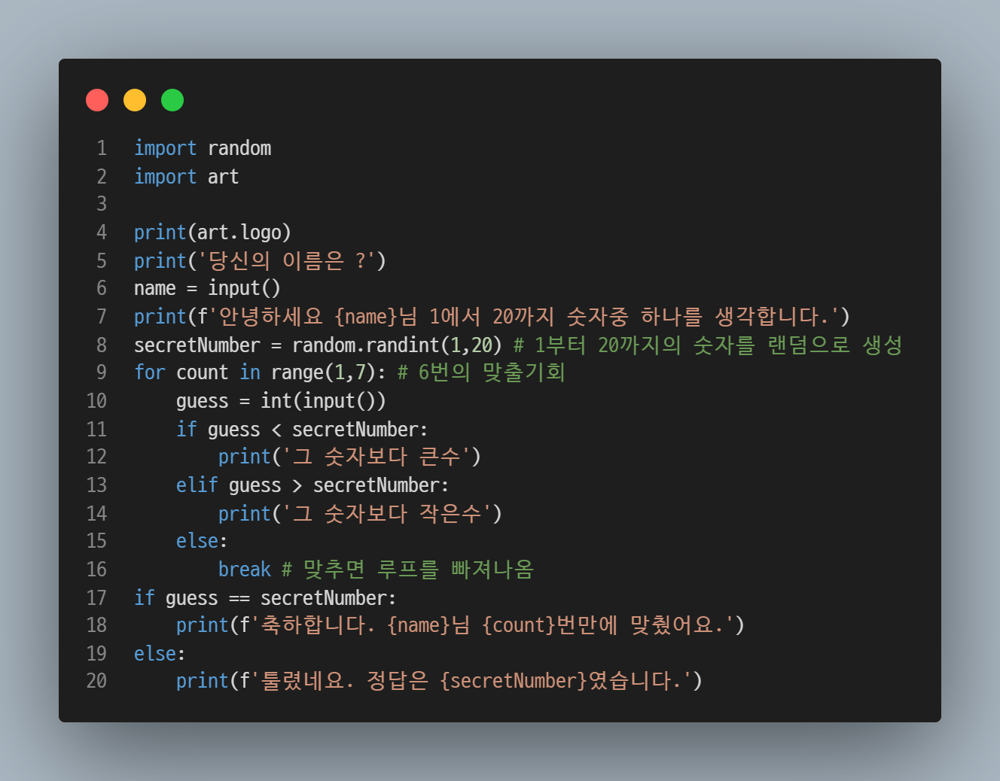 1 import random
2 import art
3
4 print(art.logo)
5 print('당신의 이름은 ?')
6 name = input()
7 print(f'안녕하세요 {name}님 1에서 20까지 숫자중 하나를 생각합니다.')
8 secretNumber = random.randint(1,20) # 1부터 20까지의 숫자를 랜덤으로 생성
9 for count in range(1,7): # 6번의 맞출기회
10     guess = int(input())
11     if guess < secretNumber:
12         print('그 숫자보다 큰수')
13     elif guess > secretNumber:
14         print('그 숫자보다 작은수')
15     else:
16         break # 맞추면 루프를 빠져나옴
17 if guess == secretNumber:
18     print(f'축하합니다. {name}님 {count}번만에 맞췄어요.')
19 else:
20     print(f'툴렸네요. 정답은 {secretNumber}였습니다.')